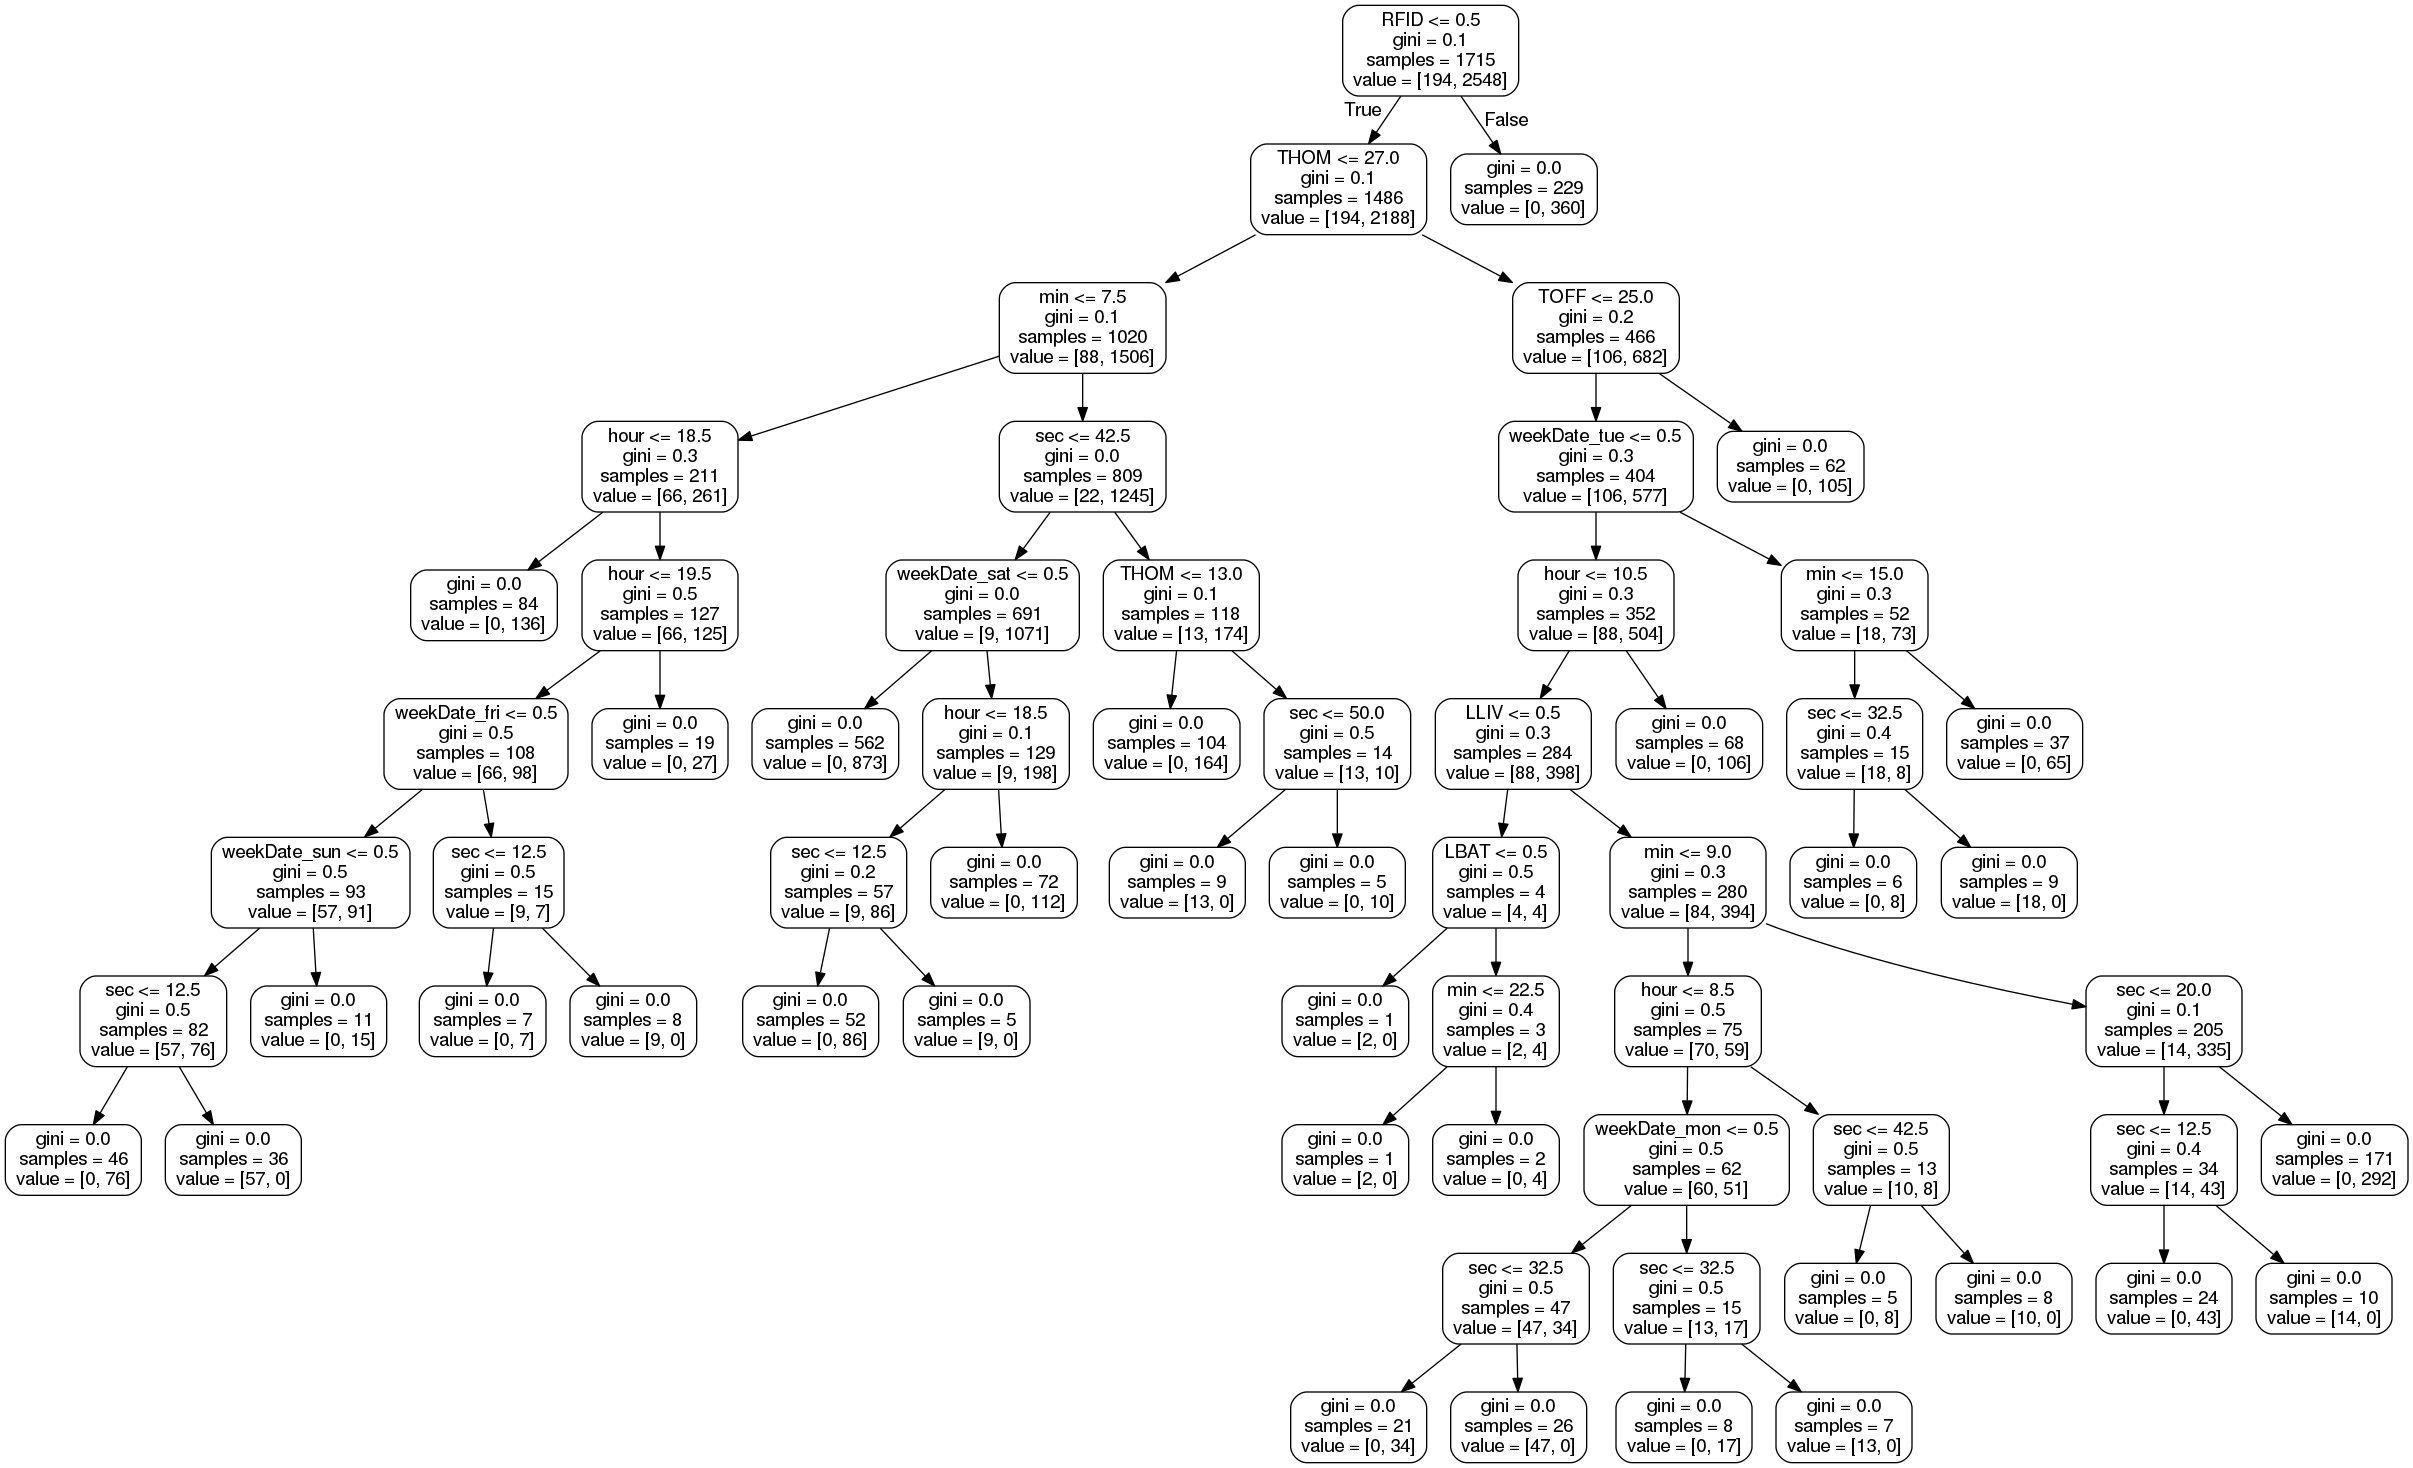 RFID <= 0.5
gini = 0.1
samples = 1715
value = [194, 2548]
True
False
THOM <= 27.0
gini = 0.1
samples = 1486
value = [194, 2188]
gini = 0.0
samples = 229
value = [0, 360]
min <= 7.5
gini = 0.1
samples = 1020
value = [88, 1506]
TOFF <= 25.0
gini = 0.2
samples = 466
value = [106, 682]
hour <= 18.5
gini = 0.3
samples = 211
value = [66, 261]
sec <= 42.5
gini = 0.0
samples = 809
value = [22, 1245]
weekDate_tue <= 0.5
gini = 0.3
samples = 404
value = [106, 577]
gini = 0.0
samples = 62
value = [0, 105]
gini = 0.0
samples = 84
value = [0, 136]
hour <= 19.5
gini = 0.5
samples = 127
value = [66, 125]
weekDate_sat <= 0.5
gini = 0.0
samples = 691
value = [9, 1071]
THOM <= 13.0
gini = 0.1
samples = 118
value = [13, 174]
hour <= 10.5
gini = 0.3
samples = 352
value = [88, 504]
min <= 15.0
gini = 0.3
samples = 52
value = [18, 73]
weekDate_fri <= 0.5
gini = 0.5
samples = 108
value = [66, 98]
gini = 0.0
samples = 19
value = [0, 27]
gini = 0.0
samples = 562
value = [0, 873]
hour <= 18.5
gini = 0.1
samples = 129
value = [9, 198]
gini = 0.0
samples = 104
value = [0, 164]
sec <= 50.0
gini = 0.5
samples = 14
value = [13, 10]
LLIV <= 0.5
gini = 0.3
samples = 284
value = [88, 398]
gini = 0.0
samples = 68
value = [0, 106]
sec <= 32.5
gini = 0.4
samples = 15
value = [18, 8]
gini = 0.0
samples = 37
value = [0, 65]
weekDate_sun <= 0.5
gini = 0.5
samples = 93
value = [57, 91]
sec <= 12.5
gini = 0.5
samples = 15
value = [9, 7]
sec <= 12.5
gini = 0.2
samples = 57
value = [9, 86]
gini = 0.0
samples = 72
value = [0, 112]
gini = 0.0
samples = 9
value = [13, 0]
gini = 0.0
samples = 5
value = [0, 10]
LBAT <= 0.5
gini = 0.5
samples = 4
value = [4, 4]
min <= 9.0
gini = 0.3
samples = 280
value = [84, 394]
gini = 0.0
samples = 6
value = [0, 8]
gini = 0.0
samples = 9
value = [18, 0]
sec <= 12.5
gini = 0.5
samples = 82
value = [57, 76]
gini = 0.0
samples = 11
value = [0, 15]
gini = 0.0
samples = 7
value = [0, 7]
gini = 0.0
samples = 8
value = [9, 0]
gini = 0.0
samples = 52
value = [0, 86]
gini = 0.0
samples = 5
value = [9, 0]
gini = 0.0
samples = 1
value = [2, 0]
min <= 22.5
gini = 0.4
samples = 3
value = [2, 4]
hour <= 8.5
gini = 0.5
samples = 75
value = [70, 59]
sec <= 20.0
gini = 0.1
samples = 205
value = [14, 335]
gini = 0.0
samples = 46
value = [0, 76]
gini = 0.0
samples = 36
value = [57, 0]
gini = 0.0
samples = 1
value = [2, 0]
gini = 0.0
samples = 2
value = [0, 4]
weekDate_mon <= 0.5
gini = 0.5
samples = 62
value = [60, 51]
sec <= 42.5
gini = 0.5
samples = 13
value = [10, 8]
sec <= 12.5
gini = 0.4
samples = 34
value = [14, 43]
gini = 0.0
samples = 171
value = [0, 292]
sec <= 32.5
gini = 0.5
samples = 47
value = [47, 34]
sec <= 32.5
gini = 0.5
samples = 15
value = [13, 17]
gini = 0.0
samples = 5
value = [0, 8]
gini = 0.0
samples = 8
value = [10, 0]
gini = 0.0
samples = 24
value = [0, 43]
gini = 0.0
samples = 10
value = [14, 0]
gini = 0.0
samples = 21
value = [0, 34]
gini = 0.0
samples = 26
value = [47, 0]
gini = 0.0
samples = 8
value = [0, 17]
gini = 0.0
samples = 7
value = [13, 0]